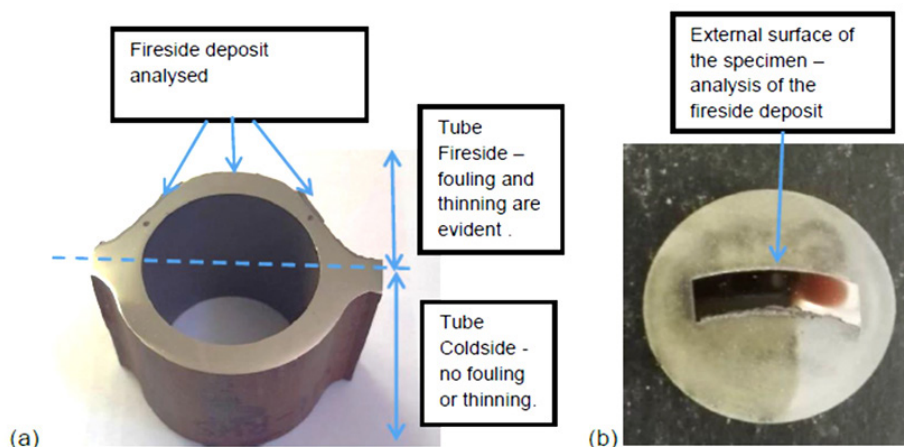 Fireside deposit
analysed
Tube
Fireside –
fouling and
thinning are
evident .
Tube
Coldside -
no fouling
or thinning.
(a)
External surface of
the specimen –
analysis of the
fireside deposit
(b)